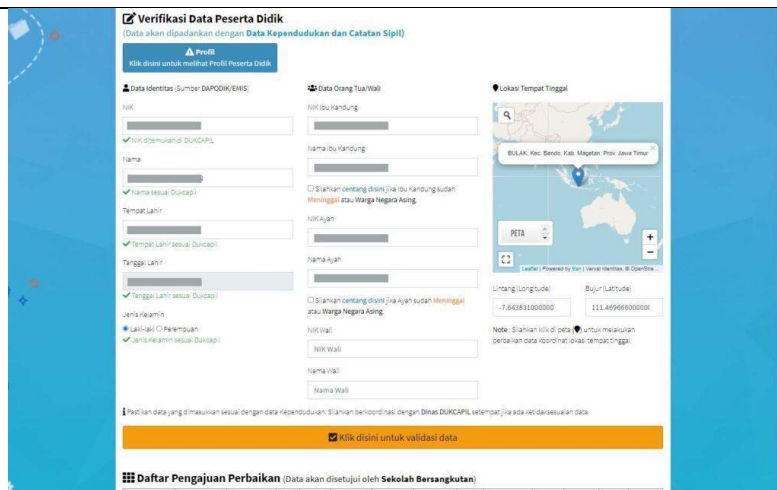 Verifikasi Data Peserta Didik
(Data akan dipadankan dengan Data Kependudukan dan Catatan Sipil)
Profil
Klik disini untuk melihat Profil Peserta Didik
Data Identitas (Sumber DAPODIK/EMIS)
NIK
NIK ditemukan di DUKCAPIL
Nama
Nama sesuai Dukcapil
Tempat Lahir
Tempat Lahir sesuai Dukcapil
Tanggal Lahir
Tanggal Lahir sesuai Dukcapil
Jenis Kelamin
Laki-laki Perempuan
Jenis Kelamin sesuai Dukcapil
Data Orang Tua/Wali
NIK Ibu Kandung
Nama Ibu Kandung
Silahkan centang disini jika Ibu Kandung sudah
Meninggal atau Warga Negara Asing.
NIK Ayah
Nama Ayah
Silahkan centang disini jika Ayah sudah Meninggal
atau Warga Negara Asing.
NIK Wali
NIK Wali
Nama Wali
Nama Wali
Lokasi Tempat Tinggal
BULAK, Kec. Bendo, Kab. Magetan, Prov. Jawa Timur
×
PETA
+
−
Leaflet | Powered by Esri | Verval Identitas, © OpenStre...
Lintang (Longitude) Bujur (Latitude)
-7.643831000000 111.46966600000
Note : Silahkan klik di peta ( ) untuk melakukan
perbaikan data koordinat lokasi tempat tinggal.
Pastikan data yang dimasukkan sesuai dengan data Kependudukan. Silahkan berkoordinasi dengan Dinas DUKCAPIL setempat jika ada ketidaksesuaian data.
Klik disini untuk validasi data
Daftar Pengajuan Perbaikan (Data akan disetujui oleh Sekolah Bersangkutan)